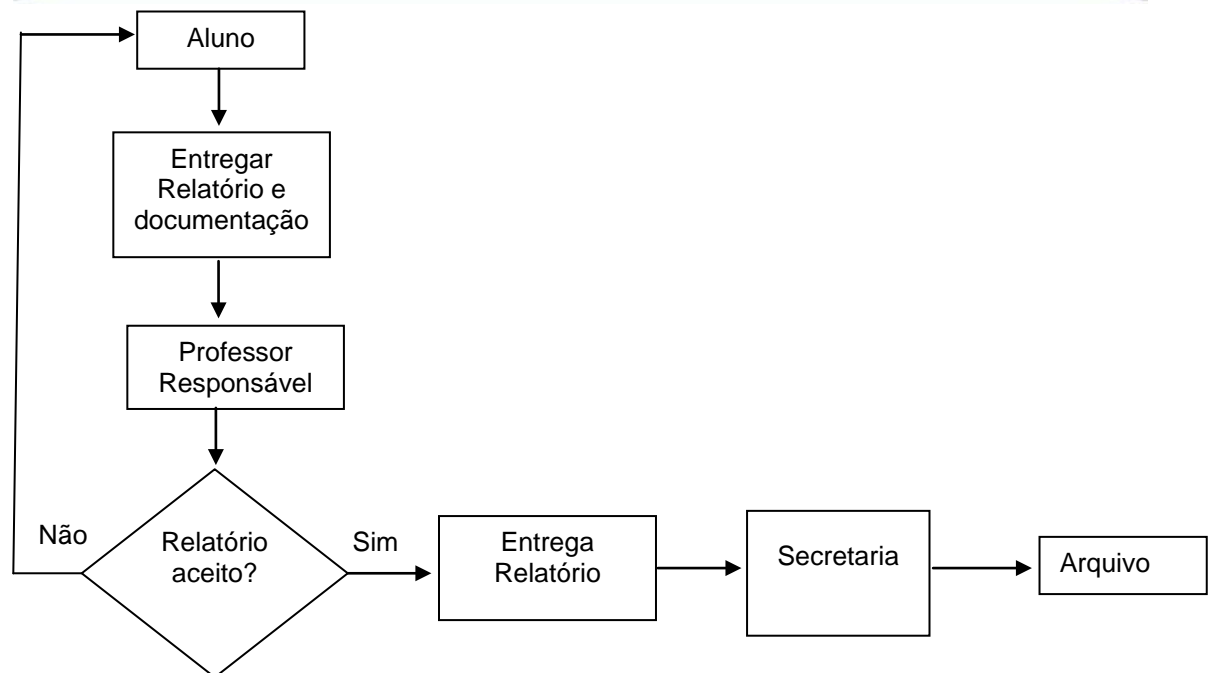 Aluno
Entregar
Relatório e
documentação
Professor
Responsável
Não
Relatório
aceito?
Sim
Entrega
Relatório
Secretaria
Arquivo